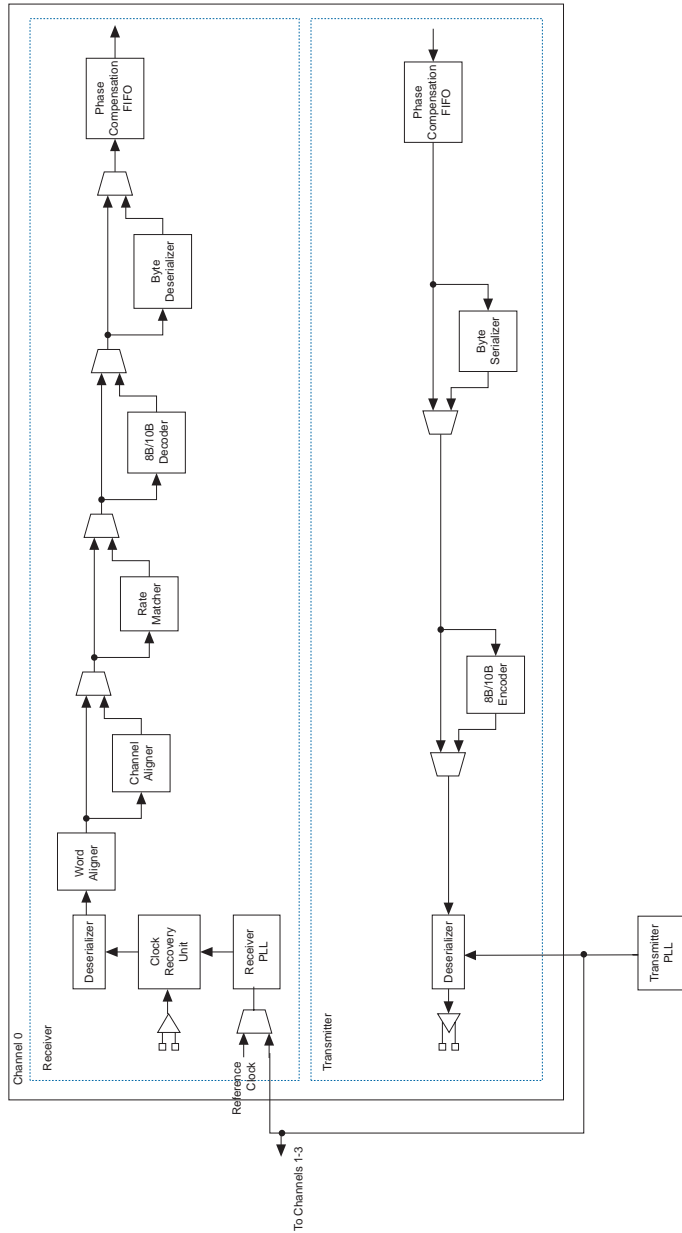 Channel 0
Receiver
Deserializer
Word
Aligner
Clock
Recovery
Unit
Receiver
PLL
Reference
Clock
Channel
Aligner
Rate
Matcher
8B/10B
Decoder
Byte
Deserializer
Phase
Compensation
FIFO
Transmitter
Deserializer
8B/10B
Encoder
Byte
Serializer
Phase
Compensation
FIFO
Transmitter
PLL
To Channels 1-3